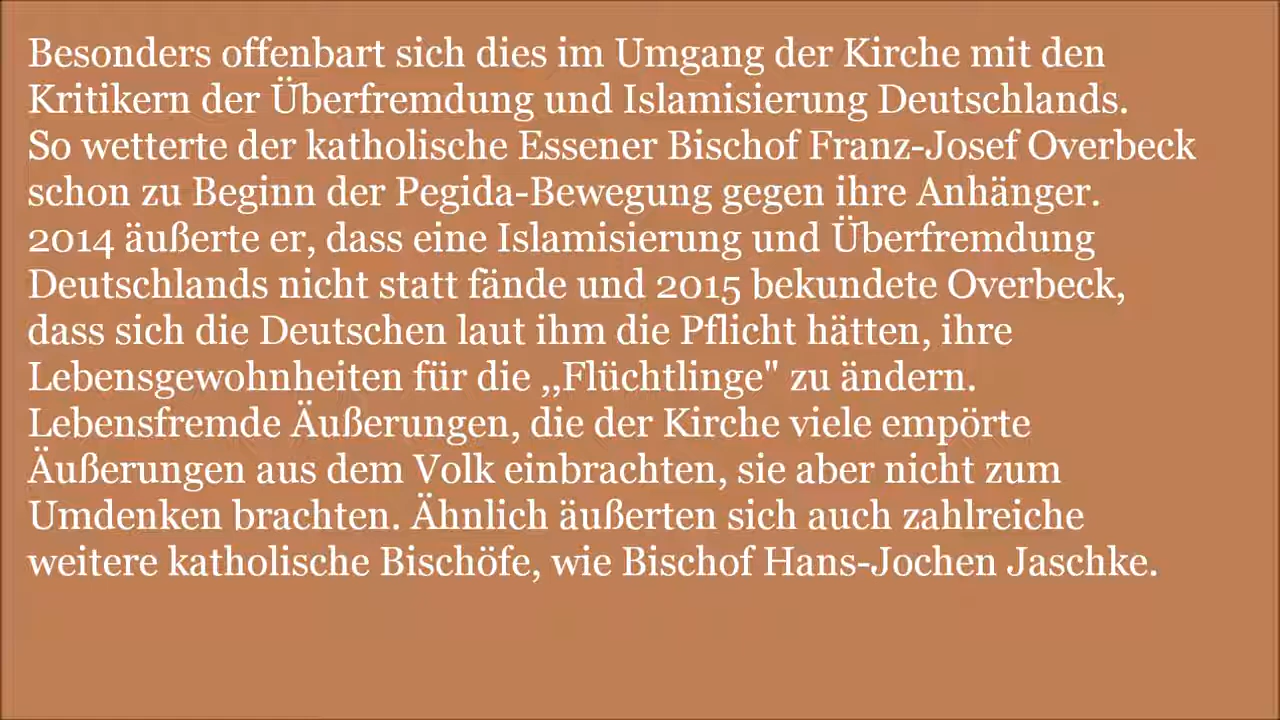 Besonders offenbart sich dies im Umgang der Kirche mit den
Kritikern der Überfremdung und Islamisierung Deutschlands.
So wetterte der katholische Essener Bischof Franz-Josef Overbeck
schon zu Beginn der Pegida-Bewegung gegen ihre Anhänger.
2014 äußerte er, dass eine Islamisierung und Überfremdung
Deutschlands nicht statt fände und 2015 bekundete Overbeck,
dass sich die Deutschen laut ihm die Pflicht hätten, ihre
Lebensgewohnheiten für die ,,Flüchtlinge" zu ändern.
Lebensfremde Äußerungen, die der Kirche viele empörte
Äußerungen aus dem Volk einbrachten, sie aber nicht zum
Umdenken brachten. Ähnlich äußerten sich auch zahlreiche
weitere katholische Bischöfe, wie Bischof Hans-Jochen Jaschke.